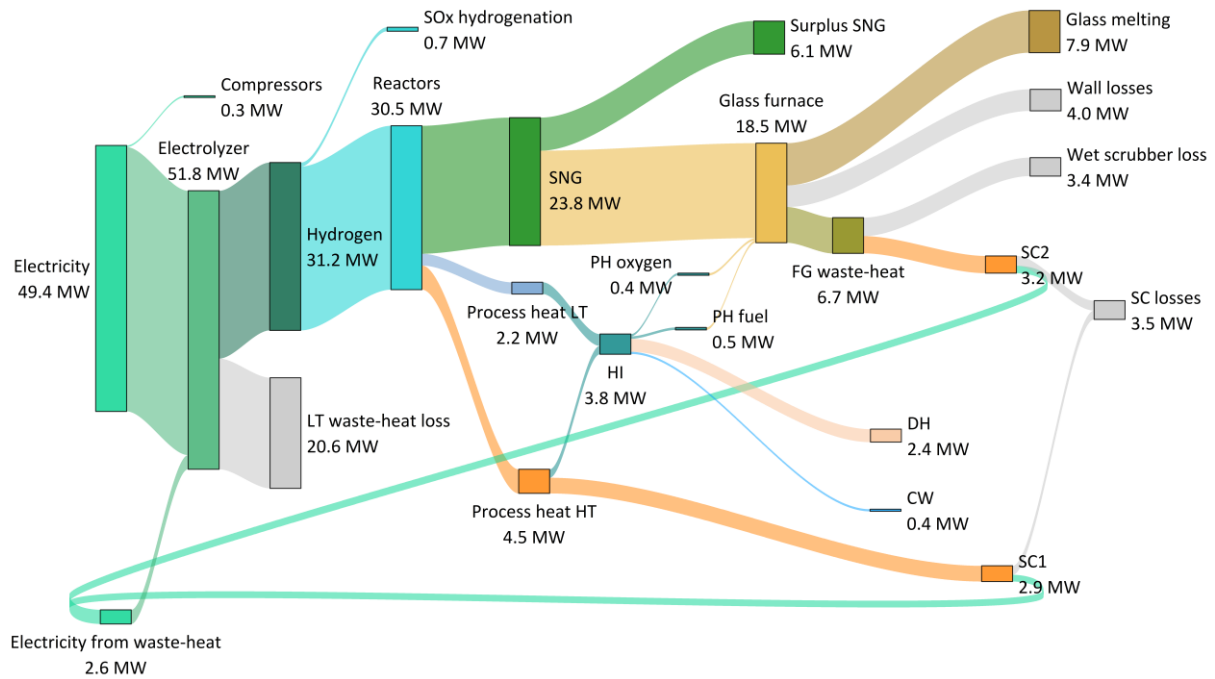 SOx hydrogenation
0.7 MW
Surplus SNG
6.1 MW
Glass melting
7.9 MW
Compressors
0.3 MW
Reactors
30.5 MW
Glass furnace
18.5 MW
Wall losses
4.0 MW
Electrolyzer
51.8 MW
Wet scrubber loss
3.4 MW
SNG
23.8 MW
Hydrogen
31.2 MW
Electricity
49.4 MW
PH oxygen
0.4 MW
FG waste-heat
6.7 MW
SC2
3.2 MW
SC losses
3.5 MW
Process heat LT
2.2 MW
PH fuel
0.5 MW
HI
3.8 MW
LT waste-heat loss
20.6 MW
DH
2.4 MW
Process heat HT
4.5 MW
CW
0.4 MW
SC1
2.9 MW
Electricity from waste-heat
2.6 MW